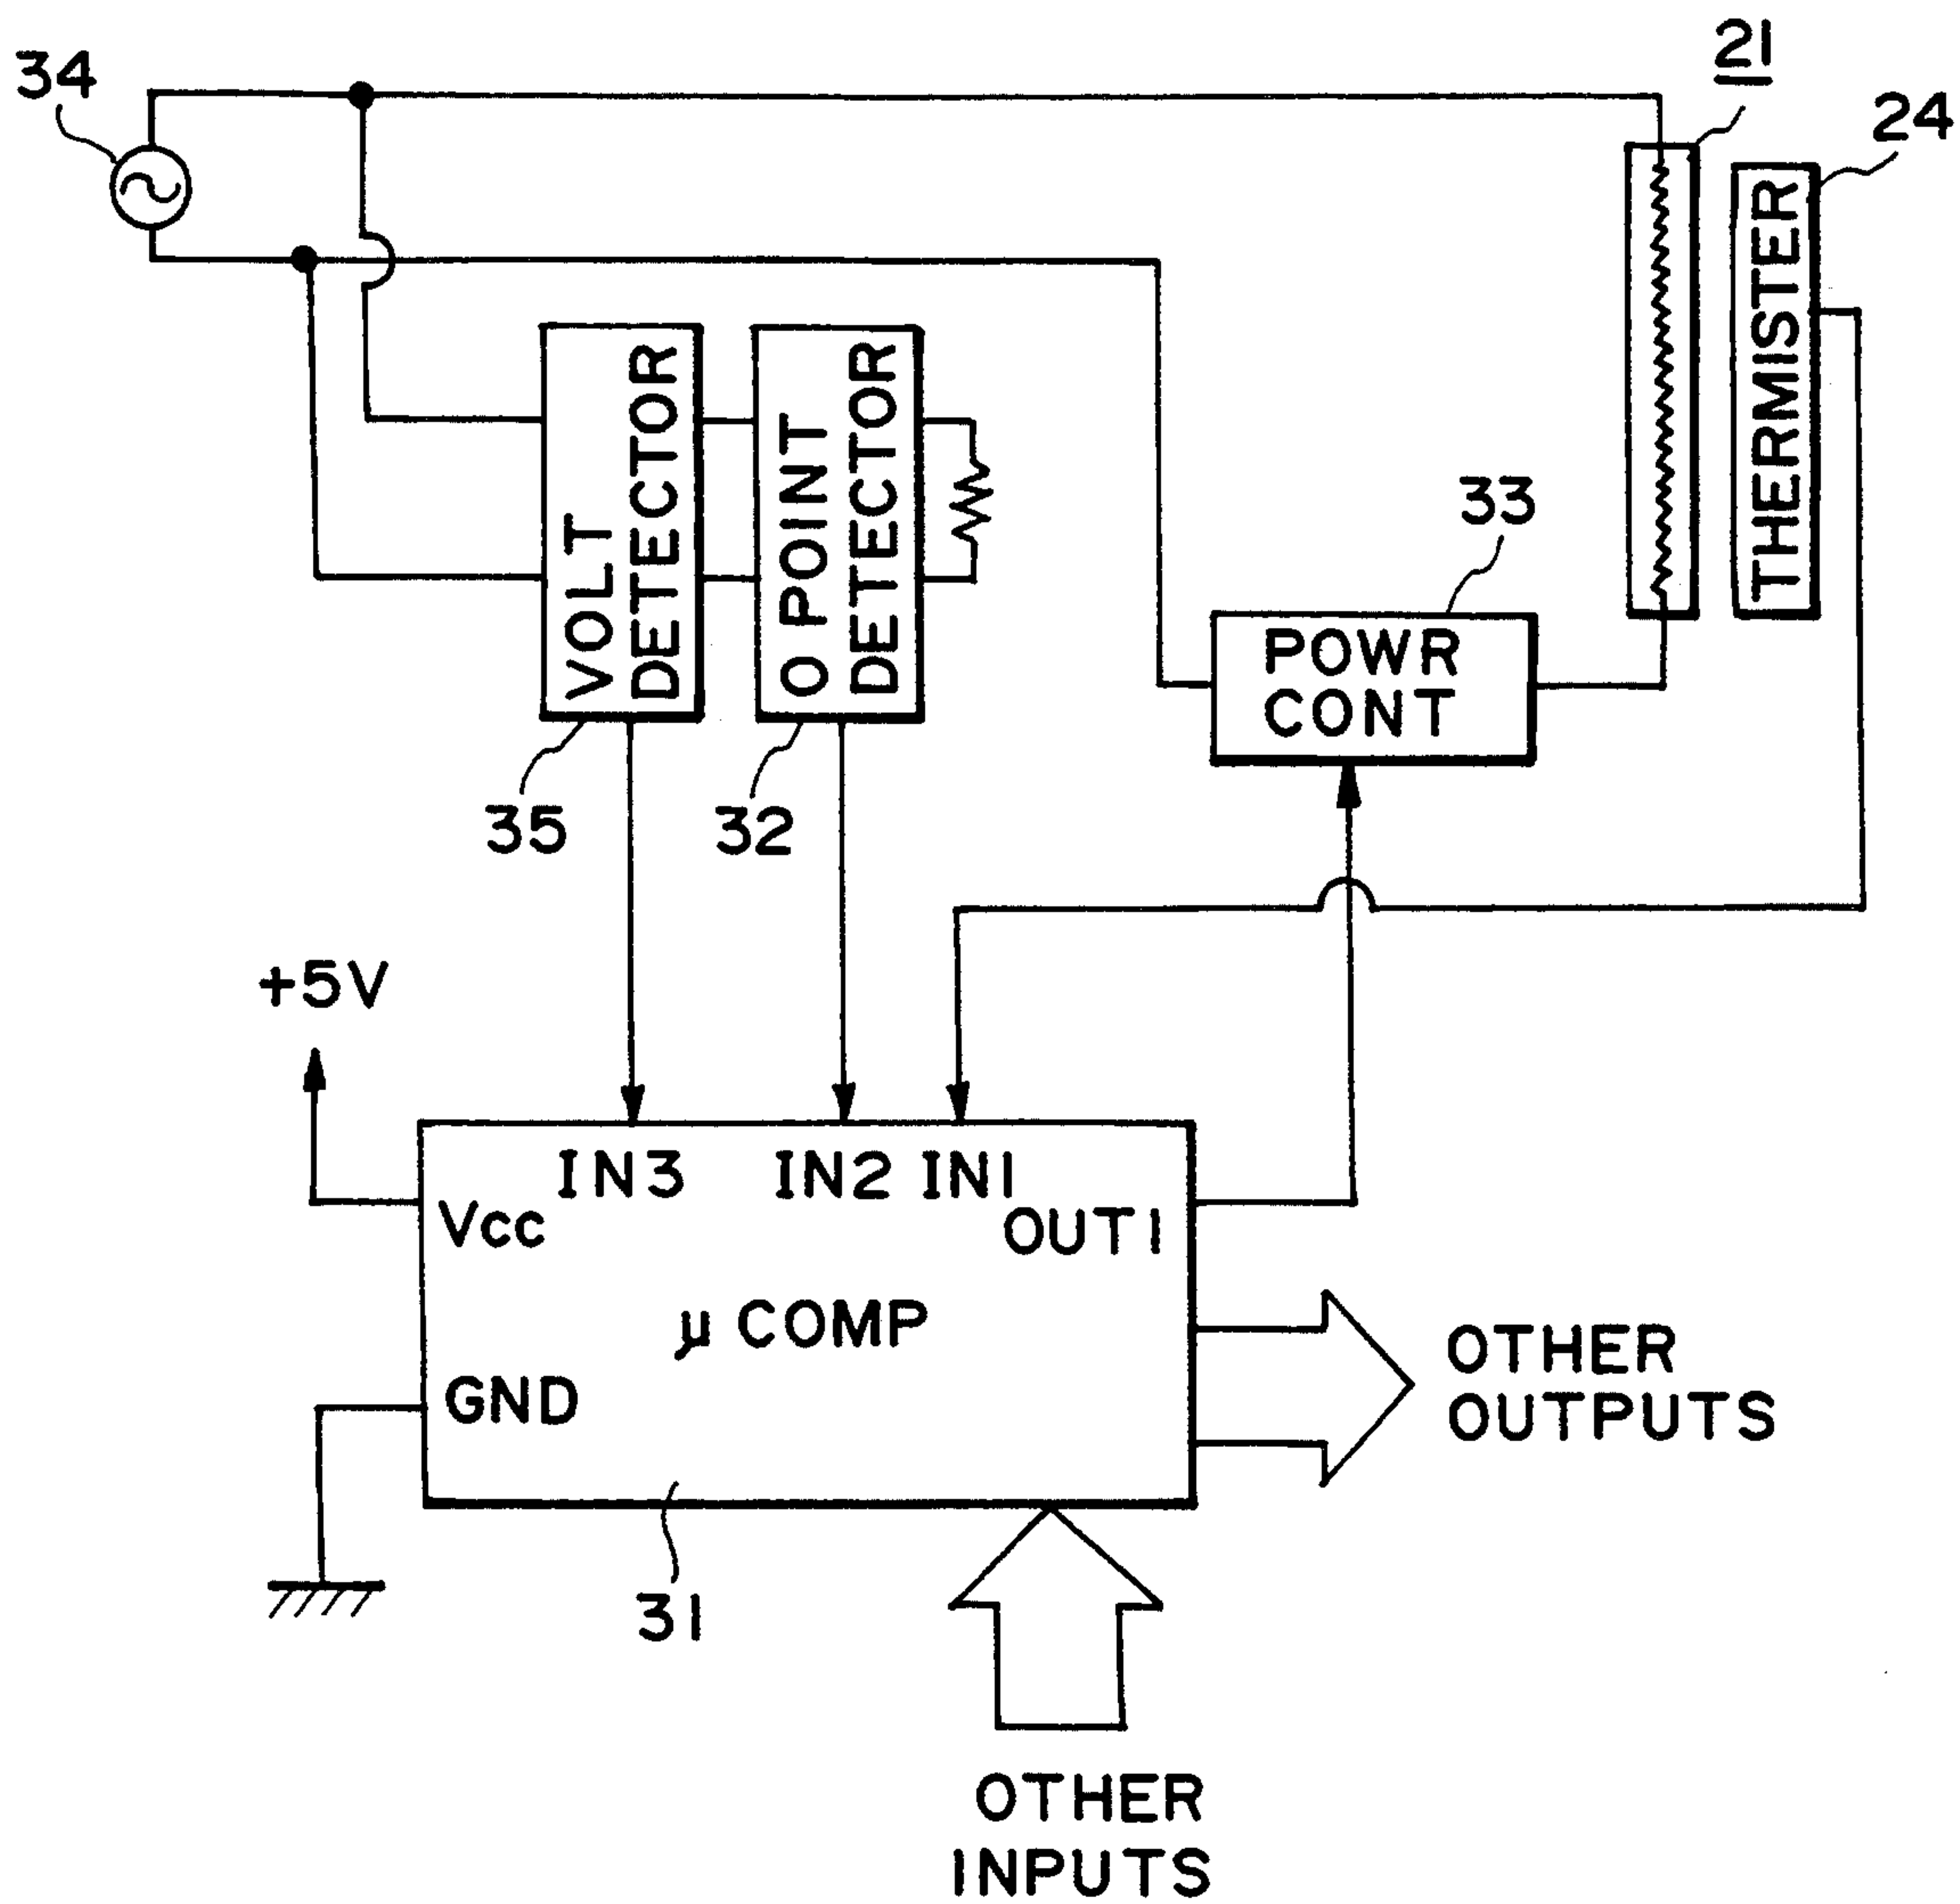 34
21
24
THERMISTER
VOLT
DETECTOR
O POINT
DETECTOR
33
POWR
CONT
35
32
+5V
IN3
IN2
IN1
Vcc
OUT1
μ COMP
GND
OTHER
OUTPUTS
31
OTHER
INPUTS